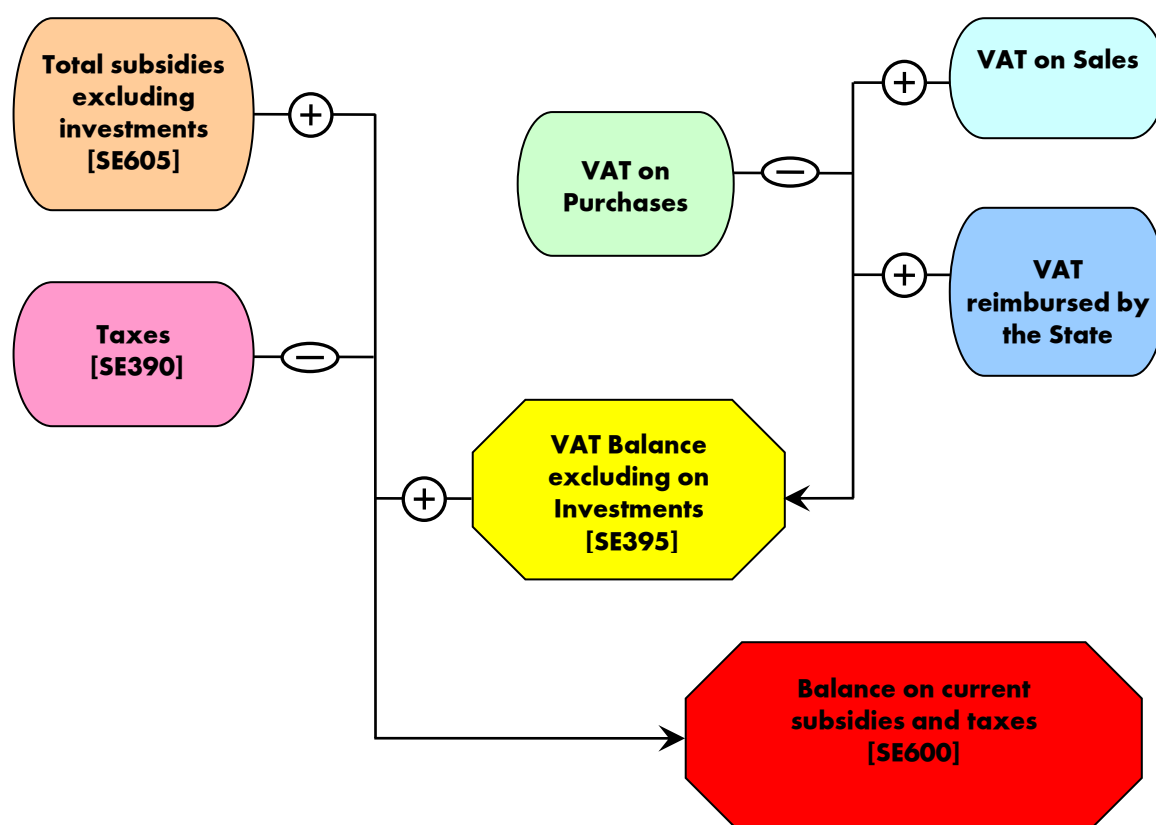 Total subsidies
excluding
investments
[SE605]
+
VAT on Sales
+
VAT on
Purchases
−
VAT
reimbursed by
the State
+
Taxes
[SE390]
−
VAT Balance
excluding on
Investments
[SE395]
+
Balance on current
subsidies and taxes
[SE600]